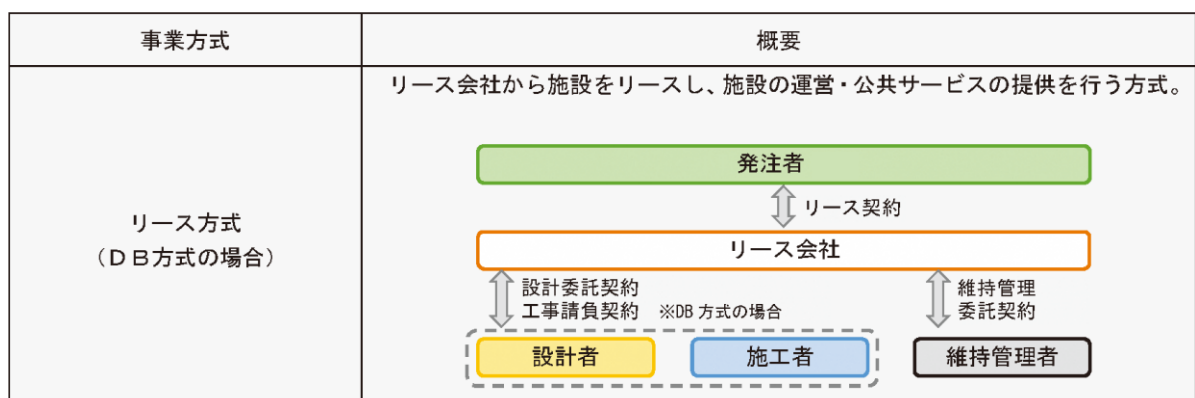 事業方式
概要
リース方式
（ＤＢ方式の場合）
リース会社から施設をリースし、施設の運営・公共サービスの提供を行う方式。
発注者
リース契約
リース会社
設計委託契約
工事請負契約 ※DB方式の場合
維持管理
委託契約
設計者
施工者
維持管理者